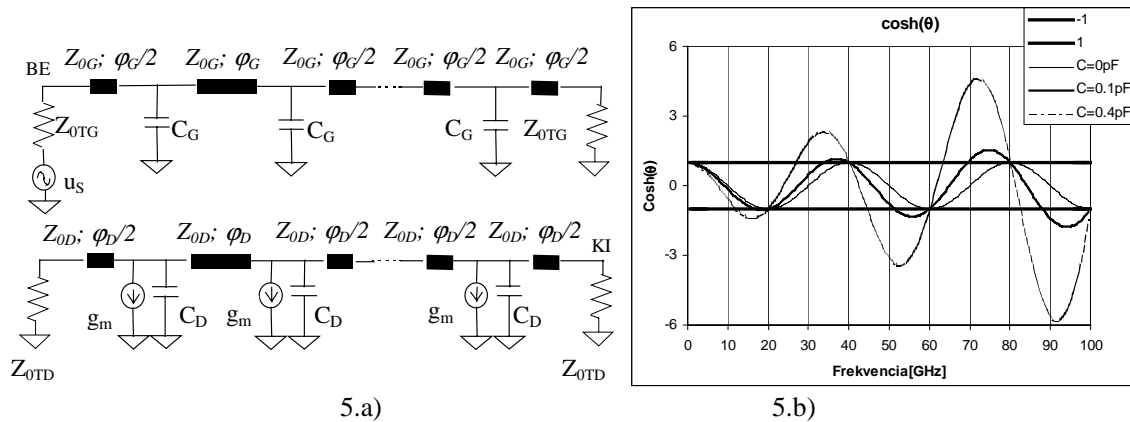 Z0G; φG/2 Z0G; φG Z0G; φG/2 Z0G; φG/2 Z0G; φG/2
BE
Z0TG CG CG CG Z0TG
uS
Z0D; φD/2 Z0D; φD Z0D; φD/2 Z0D; φD/2 Z0D; φD/2
KI
gm CD gm CD gm CD
Z0TD Z0TD
5.a)
cosh(θ)
-1
1
C=0pF
C=0.1pF
C=0.4pF
6
3
0
-3
-6
Cosh(θ)
0 10 20 30 40 50 60 70 80 90 100
Frekvencia[GHz]
5.b)